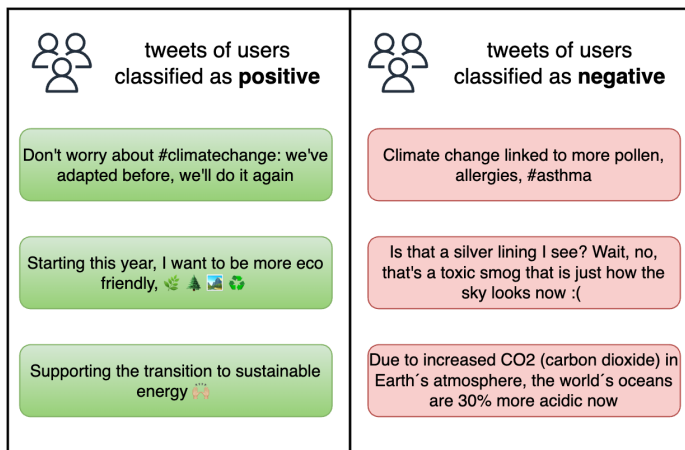 tweets of users
classified as positive
Don't worry about #climatechange: we've
adapted before, we'll do it again
Starting this year, I want to be more eco
friendly, 🌿 🌲 🏞️ ♻️
Supporting the transition to sustainable
energy 🙌🏻
tweets of users
classified as negative
Climate change linked to more pollen,
allergies, #asthma
Is that a silver lining I see? Wait, no,
that's a toxic smog that is just how the
sky looks now :(
Due to increased CO2 (carbon dioxide) in
Earth´s atmosphere, the world´s oceans
are 30% more acidic now